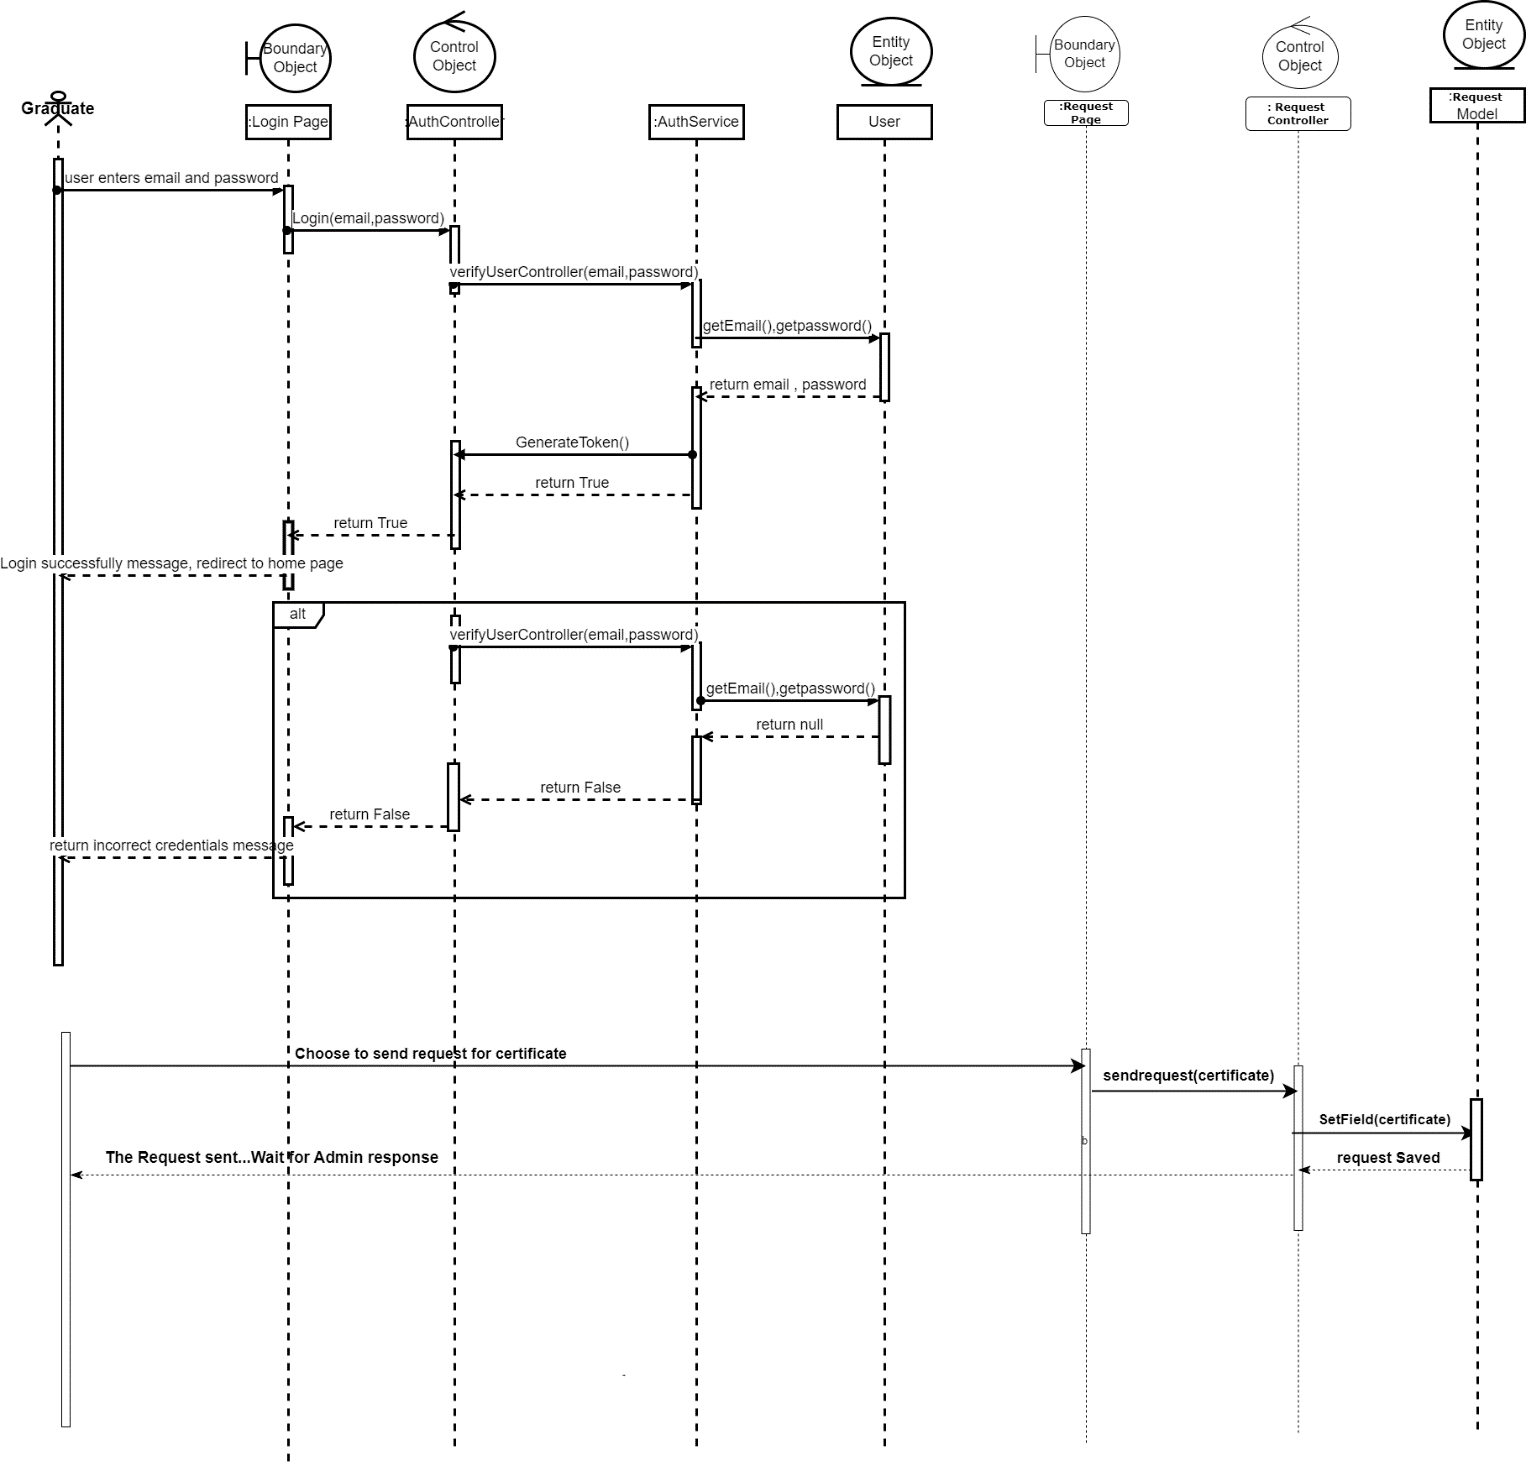 Boundary
Object
Control
Object
Entity
Object
Boundary
Object
Control
Object
Entity
Object
Graduate
:Login Page
:AuthController
:AuthService
User
:Request
Page
: Request
Controller
:Request
Model
user enters email and password
Login(email,password)
verifyUserController(email,password)
getEmail(),getpassword()
return email , password
GenerateToken()
return True
return True
Login successfully message, redirect to home page
alt
verifyUserController(email,password)
getEmail(),getpassword()
return null
return False
return False
return incorrect credentials message
Choose to send request for certificate
sendrequest(certificate)
SetField(certificate)
b
The Request sent...Wait for Admin response
request Saved
-